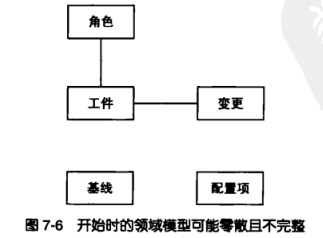 角色
工件
变更
基线
配置项
图 7-6 开始时的领域模型可能零散且不完整